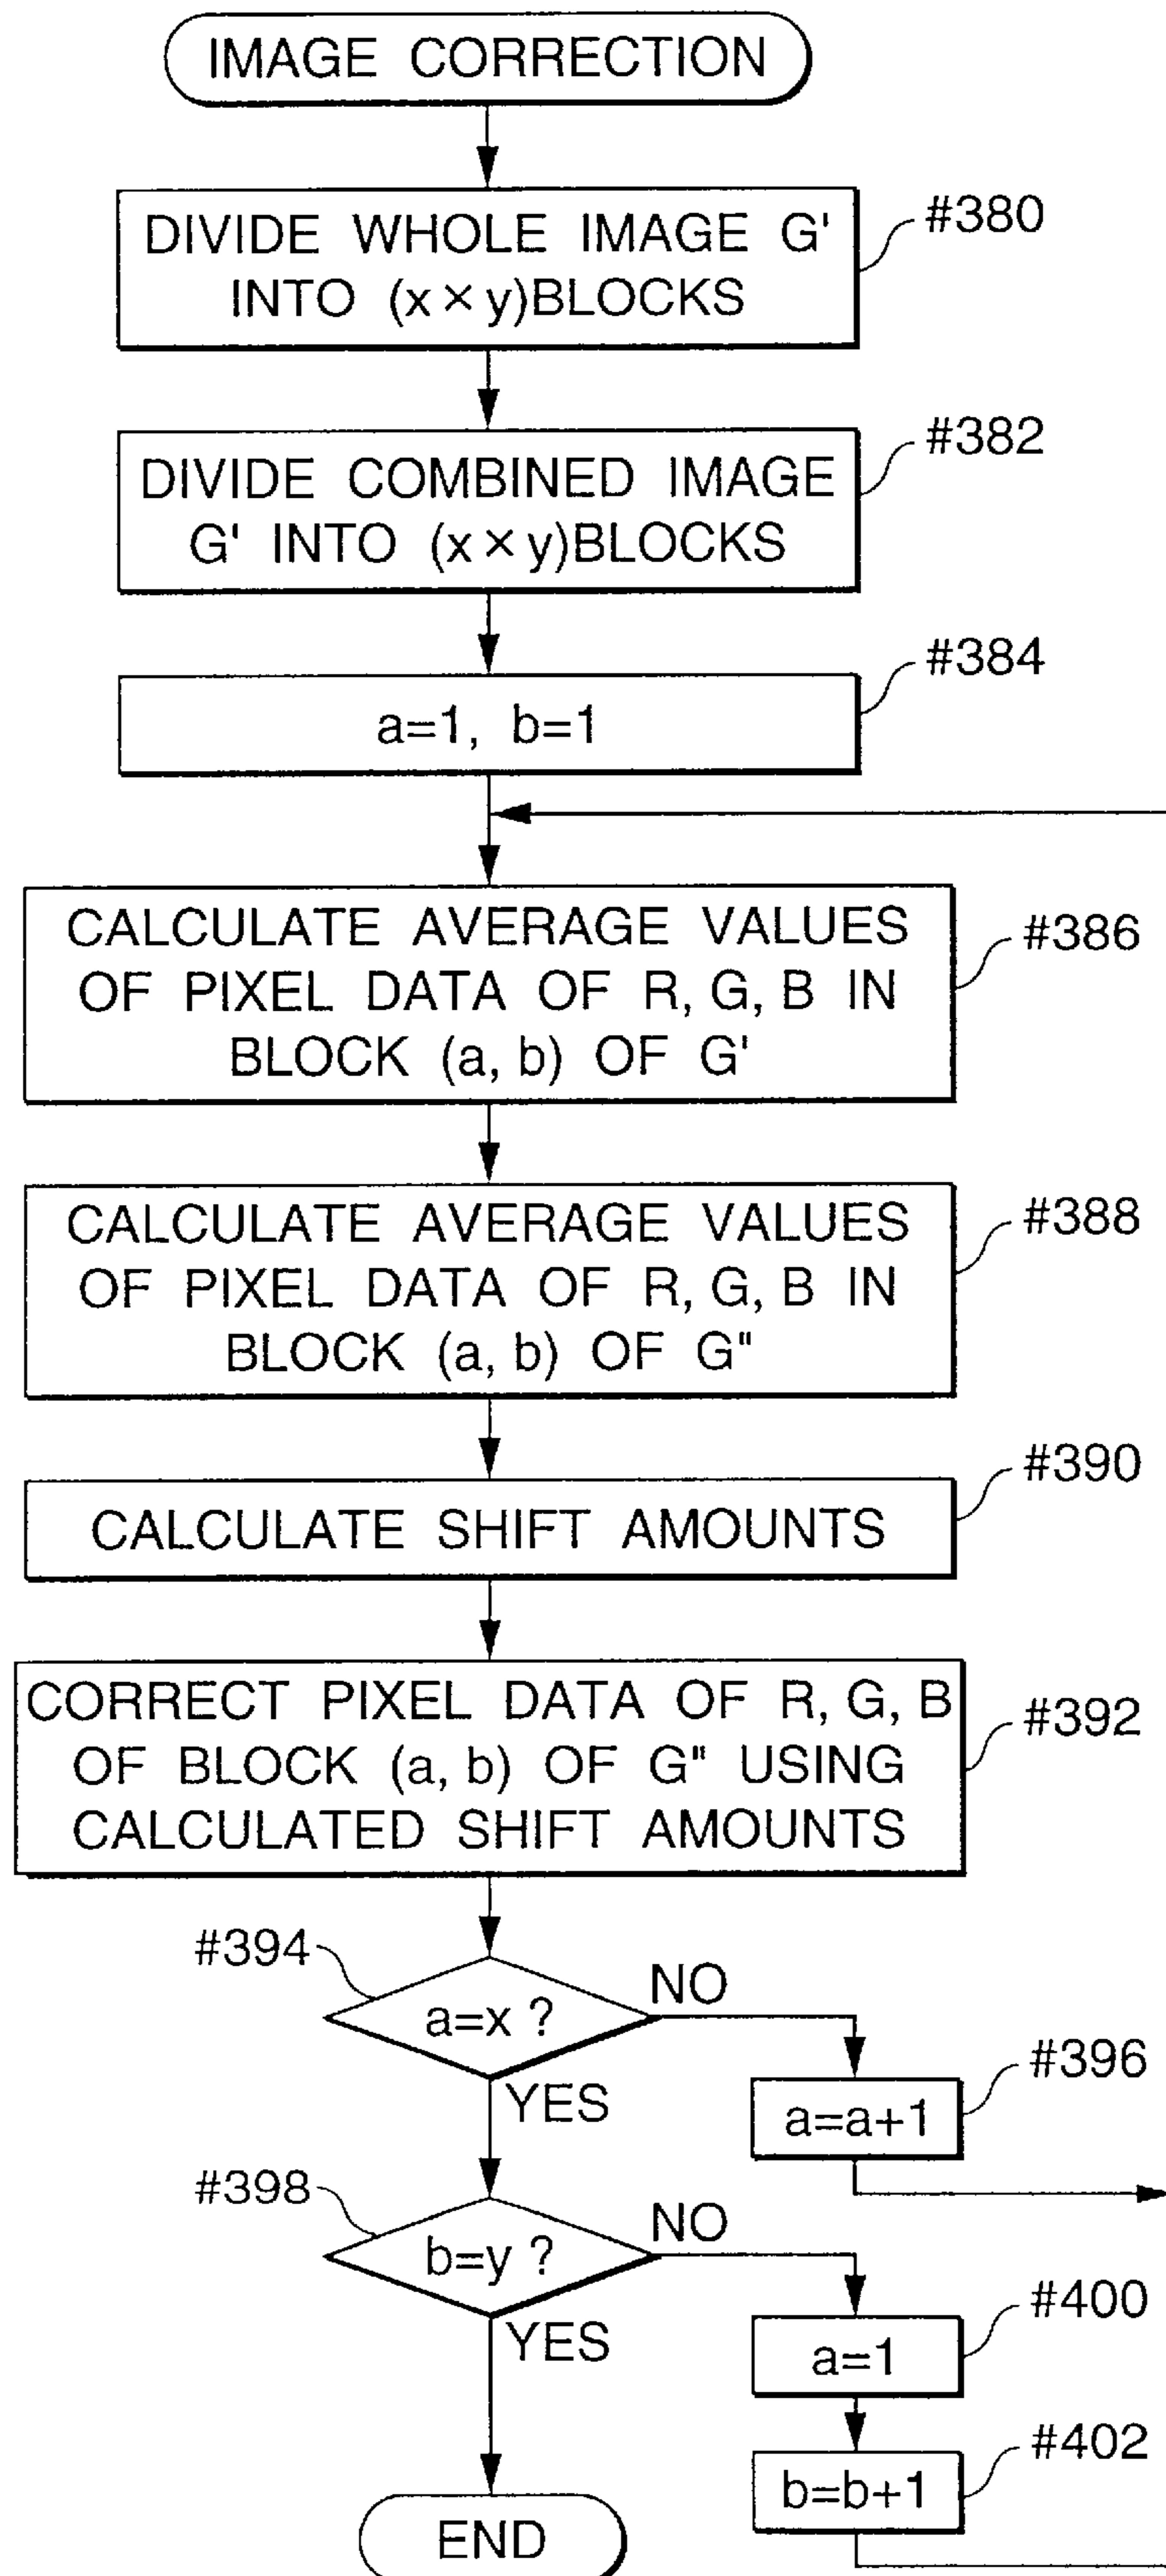 IMAGE CORRECTION
DIVIDE WHOLE IMAGE G'
INTO (x × y)BLOCKS
#380
DIVIDE COMBINED IMAGE
G' INTO (x × y)BLOCKS
#382
a=1, b=1
#384
CALCULATE AVERAGE VALUES
OF PIXEL DATA OF R, G, B IN
BLOCK (a, b) OF G'
#386
CALCULATE AVERAGE VALUES
OF PIXEL DATA OF R, G, B IN
BLOCK (a, b) OF G"
#388
CALCULATE SHIFT AMOUNTS
#390
CORRECT PIXEL DATA OF R, G, B
OF BLOCK (a, b) OF G" USING
CALCULATED SHIFT AMOUNTS
#392
#394
a=x ?
NO
YES
#396
a=a+1
#398
b=y ?
NO
YES
#400
a=1
#402
b=b+1
END